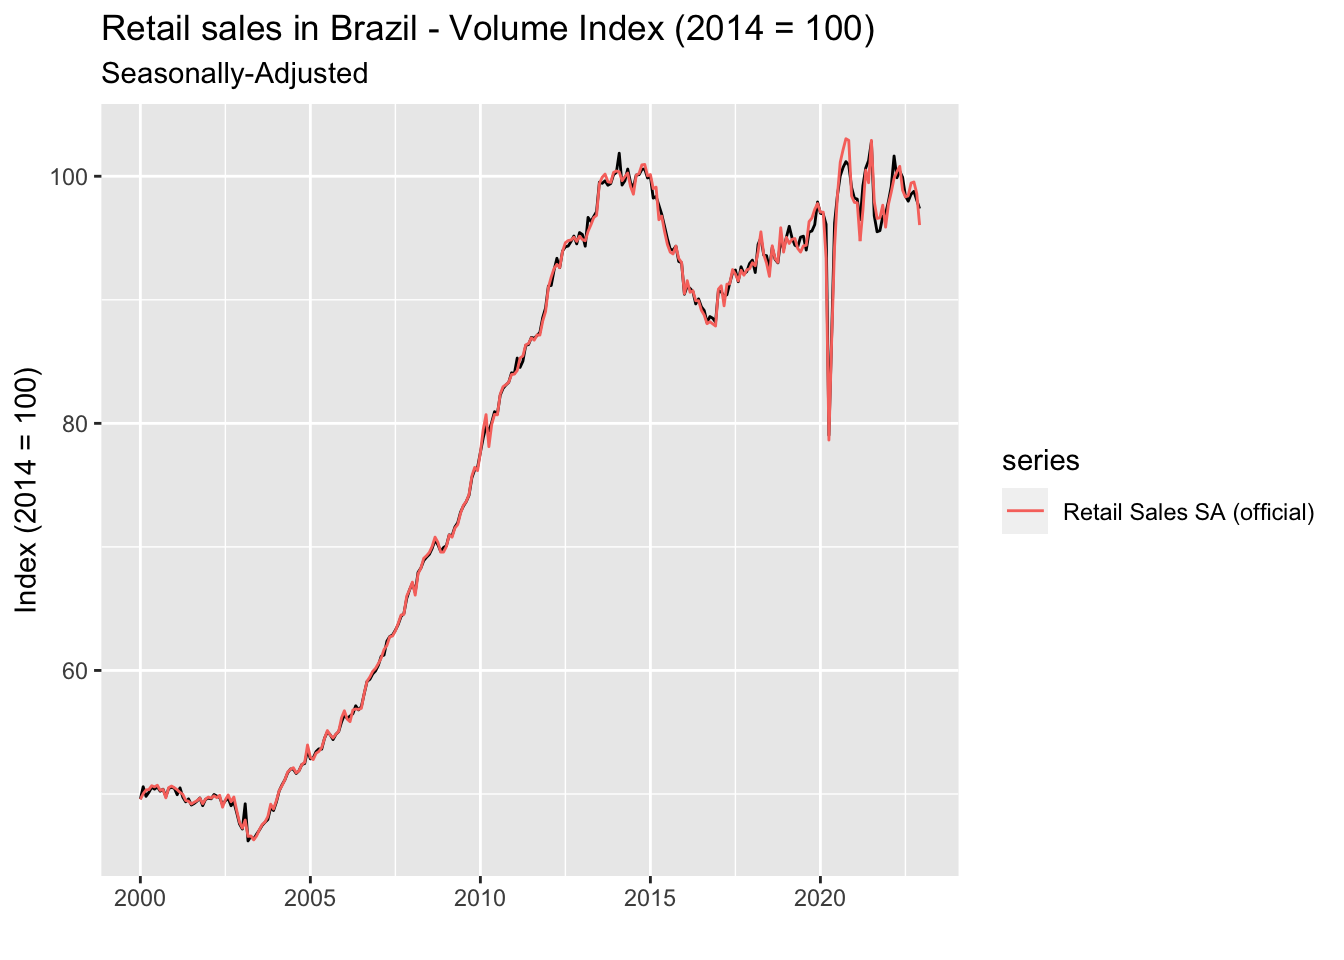 Retail sales in Brazil - Volume Index (2014 = 100)
Seasonally-Adjusted
Index (2014 = 100)
100
80
60
2000
2005
2010
2015
2020
series
Retail Sales SA (official)